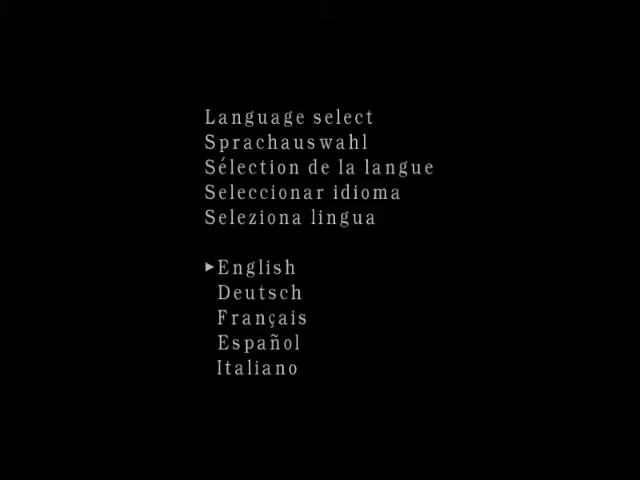 Language select
Sprachauswahl
Sélection de la langue
Seleccionar idioma
Seleziona lingua
►English
Deutsch
Français
Español
Italiano